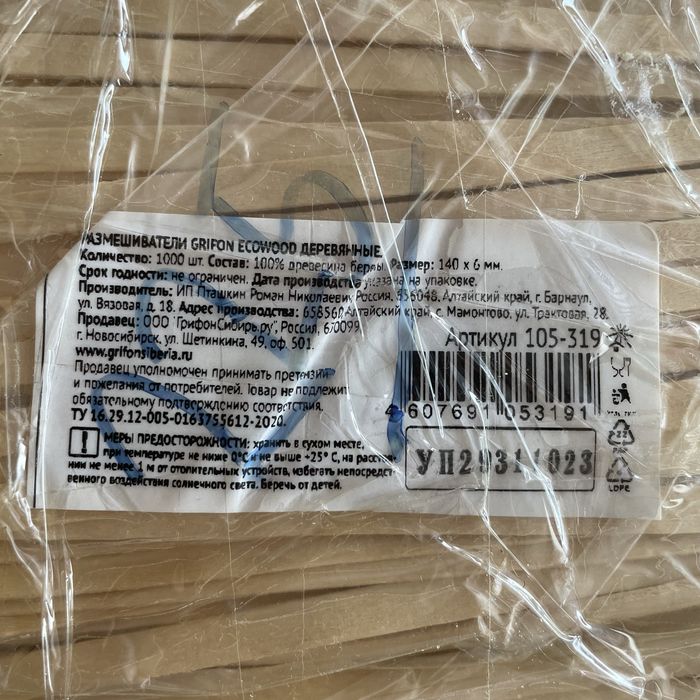 РАЗМЕШИВАТЕЛИ GRIFON ECOWOOD ДЕРЕВЯННЫЕ.
Количество: 1000 шт. Состав: 100% древесина березы. Размер: 140 х 6 мм.
Срок годности: не ограничен. Дата производства указана на упаковке.
Производитель: ИП Пташкин Роман Николаевич, Россия, 656048, Алтайский край, г. Барнаул,
ул. Вязовая, д. 18. Адрес производства: 658560 Алтайский край, с. Мамонтово, ул. Трактовая, 28.
Продавец: ООО "ГрифонСибирь.ру", Россия, 630099,
г. Новосибирск, ул. Щетинкина, 49, оф. 501.
www.grifonsiberia.ru
Артикул 105-319
Продавец уполномочен принимать претензии
и пожелания от потребителей. Товар не подлежит
обязательному подтверждению соответствия.
ТУ 16.29.12-005-0163755612-2020.
4 607691 053191
МЕРЫ ПРЕДОСТОРОЖНОСТИ: хранить в сухом месте,
при температуре не ниже 0°С и не выше +25° С, на расстоя-
нии не менее 1 м от отопительных устройств, избегать непосредст-
венного воздействия солнечного света. Беречь от детей.
УП29311023
LDPE